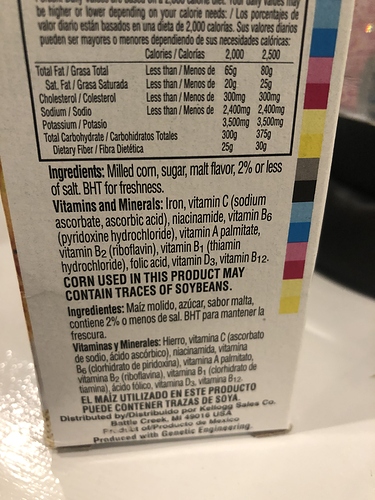 be higher or lower depending on your calorie needs: / Los porcentajes de
valor diario están basados en una dieta de 2,000 calorías. Sus valores diarios
pueden ser mayores o menores dependiendo de sus necesidades calóricas:
Calories / Calorías 2,000 2,500
Total Fat / Grasa Total Less than / Menos de 65g 80g
Sat. Fat / Grasa Saturada Less than / Menos de 20g 25g
Cholesterol / Colesterol Less than / Menos de 300mg 300mg
Sodium / Sodio Less than / Menos de 2,400mg 2,400mg
Potassium / Potasio 3,500mg 3,500mg
Total Carbohydrate / Carbohidratos Totales 300g 375g
Dietary Fiber / Fibra Dietética 25g 30g
Ingredients: Milled corn, sugar, malt flavor, 2% or less
of salt. BHT for freshness.
Vitamins and Minerals: Iron, vitamin C (sodium
ascorbate, ascorbic acid), niacinamide, vitamin B6
(pyridoxine hydrochloride), vitamin A palmitate,
vitamin B2 (riboflavin), vitamin B1 (thiamin
hydrochloride), folic acid, vitamin D3, vitamin B12.
CORN USED IN THIS PRODUCT MAY
CONTAIN TRACES OF SOYBEANS.
Ingredientes: Maíz molido, azúcar, sabor malta,
contiene 2% o menos de sal. BHT para mantener la
frescura.
Vitaminas y Minerales: Hierro, vitamina C (ascorbato
de sodio, ácido ascórbico), niacinamida, vitamina
B6 (clorhidrato de piridoxina), vitamina A palmitato,
vitamina B2 (riboflavina), vitamina B1 (clorhidrato de
tiamina), ácido fólico, vitamina D3, vitamina B12.
EL MAÍZ UTILIZADO EN ESTE PRODUCTO
PUEDE CONTENER TRAZAS DE SOYA.
Distributed by/Distribuido por Kellogg Sales Co.
Battle Creek, MI 49016 USA
Product of/Producto de Mexico
Produced with Genetic Engineering.